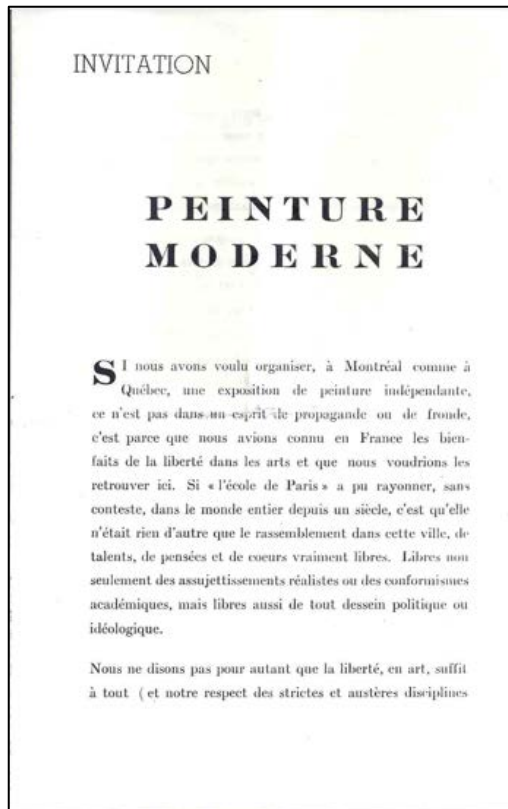 INVITATION
PEINTURE
MODERNE
SI nous avons voulu organiser, à Montréal comme à
Québec, une exposition de peinture indépendante,
ce n'est pas dans un esprit de propagande ou de fronde,
c'est parce que nous avions connu en France les bien-
faits de la liberté dans les arts et que nous voudrions les
retrouver ici. Si « l'école de Paris » a pu rayonner, sans
conteste, dans le monde entier depuis un siècle, c'est qu'elle
n'était rien d'autre que le rassemblement dans cette ville, de
talents, de pensées et de coeurs vraiment libres. Libres non
seulement des assujettissements réalistes ou des conformismes
académiques, mais libres aussi de tout dessein politique ou
idéologique.
Nous ne disons pas pour autant que la liberté, en art, suffit
à tout (et notre respect des strictes et austères disciplines